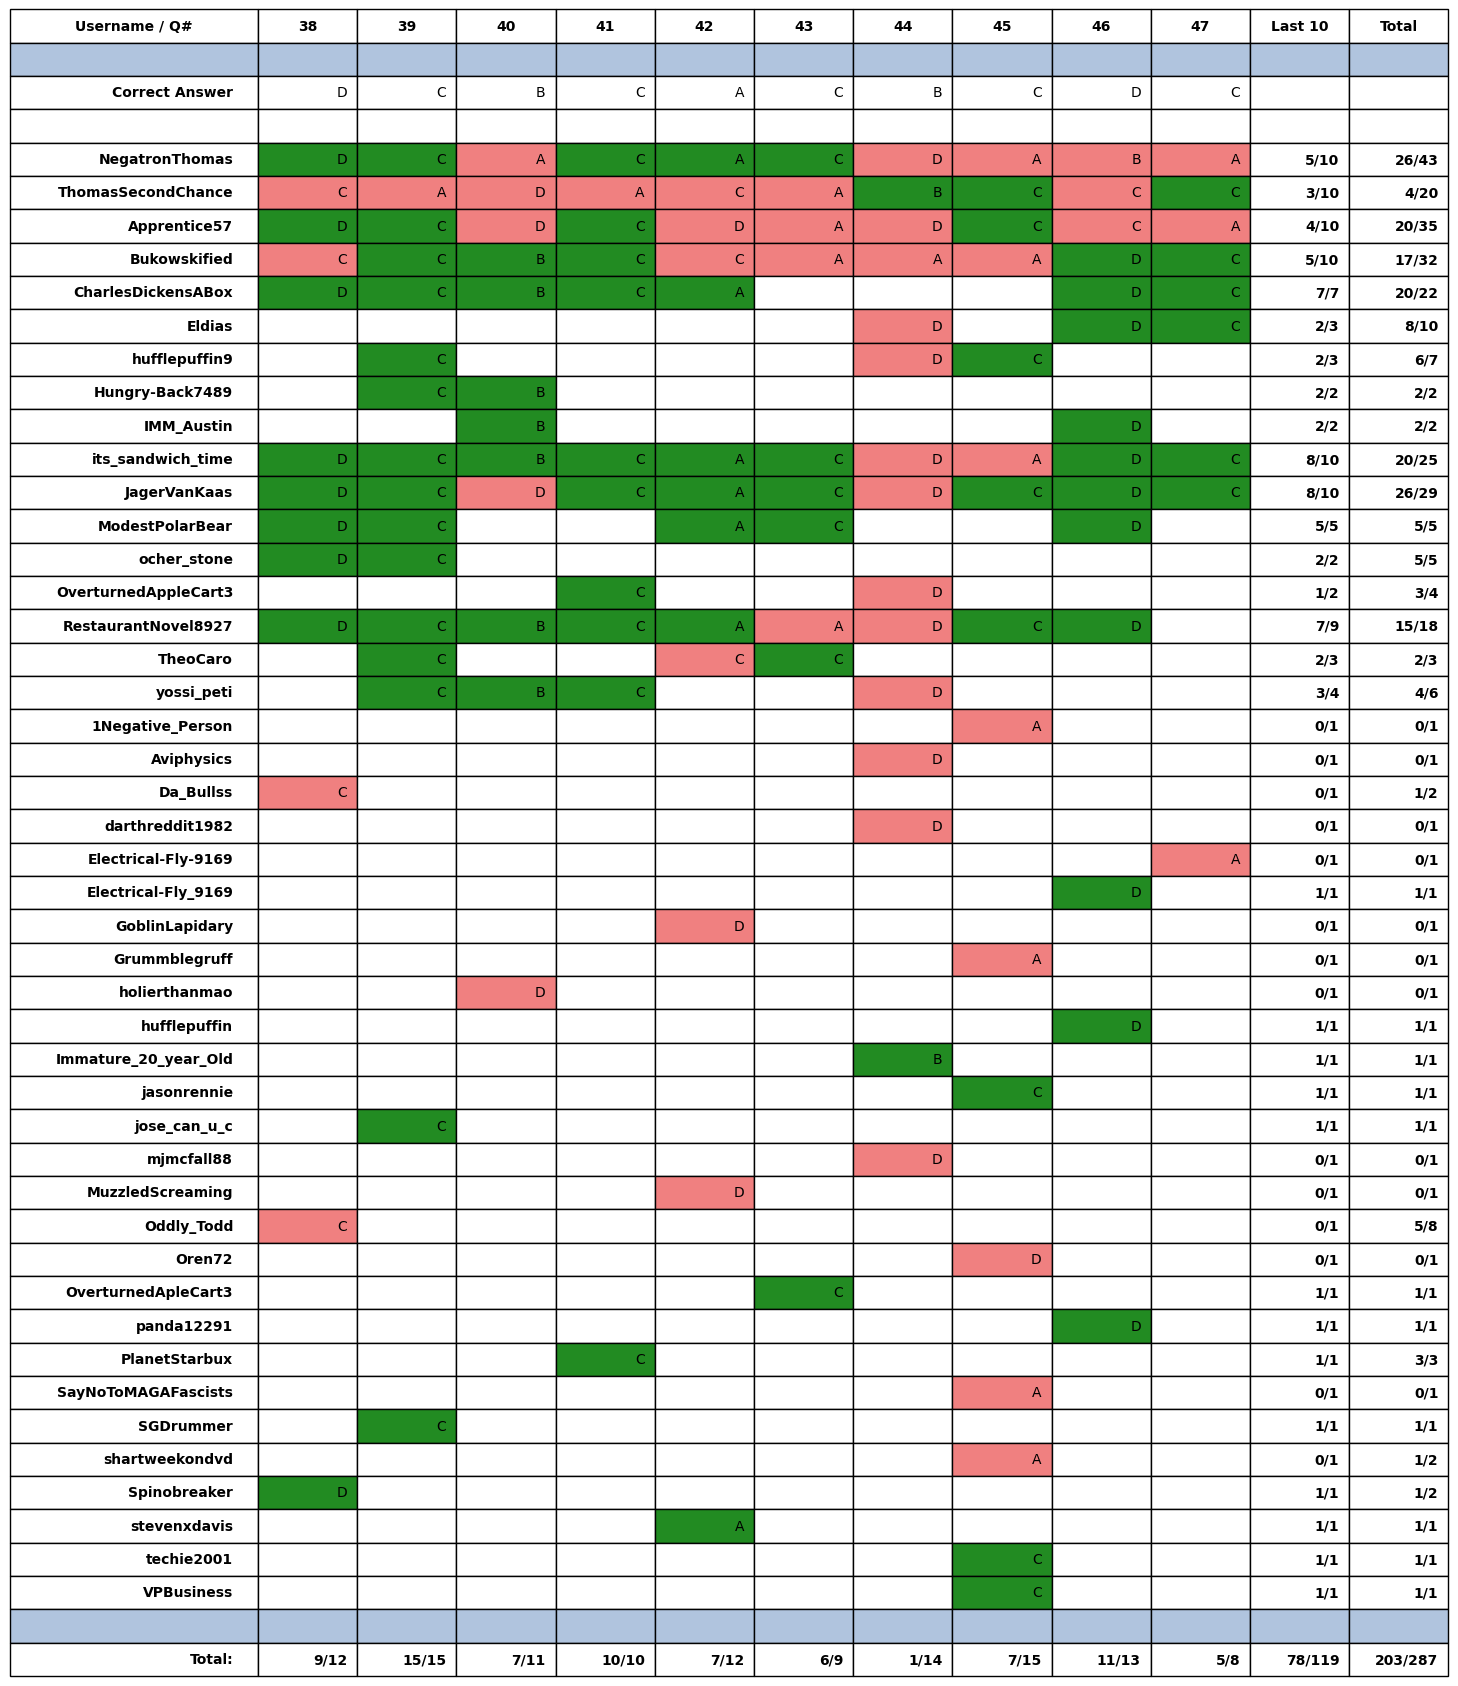 Username / Q# 38 39 40 41 42 43 44 45 46 47 Last 10 Total
Correct Answer D C B C A C B C D C
NegatronThomas D C A C A C D A B A 5/10 26/43
ThomasSecondChance C A D A C A B C C C 3/10 4/20
Apprentice57 D C D C D A D C C A 4/10 20/35
Bukowskified C C B C C A A A D C 5/10 17/32
CharlesDickensABox D C B C A D C 7/7 20/22
Eldias D D C 2/3 8/10
hufflepuffin9 C D C 2/3 6/7
Hungry-Back7489 C B 2/2 2/2
IMM_Austin B D 2/2 2/2
its_sandwich_time D C B C A C D A D C 8/10 20/25
JagerVanKaas D C D C A C D C D C 8/10 26/29
ModestPolarBear D C A C D 5/5 5/5
ocher_stone D C 2/2 5/5
OverturnedAppleCart3 C D 1/2 3/4
RestaurantNovel8927 D C B C A A D C D 7/9 15/18
TheoCaro C C C 2/3 2/3
yossi_peti C B C D 3/4 4/6
1Negative_Person A 0/1 0/1
Aviphysics D 0/1 0/1
Da_Bullss C 0/1 1/2
darthreddit1982 D 0/1 0/1
Electrical-Fly-9169 A 0/1 0/1
Electrical-Fly_9169 D 1/1 1/1
GoblinLapidary D 0/1 0/1
Grummblegruff A 0/1 0/1
holierthanmao D 0/1 0/1
hufflepuffin D 1/1 1/1
Immature_20_year_Old B 1/1 1/1
jasonrennie C 1/1 1/1
jose_can_u_c C 1/1 1/1
mjmcfall88 D 0/1 0/1
MuzzledScreaming D 0/1 0/1
Oddly_Todd C 0/1 5/8
Oren72 D 0/1 0/1
OverturnedApleCart3 C 1/1 1/1
panda12291 D 1/1 1/1
PlanetStarbux C 1/1 3/3
SayNoToMAGAFascists A 0/1 0/1
SGDrummer C 1/1 1/1
shartweekondvd A 0/1 1/2
Spinobreaker D 1/1 1/2
stevenxdavis A 1/1 1/1
techie2001 C 1/1 1/1
VPBusiness C 1/1 1/1
Total: 9/12 15/15 7/11 10/10 7/12 6/9 1/14 7/15 11/13 5/8 78/119 203/287